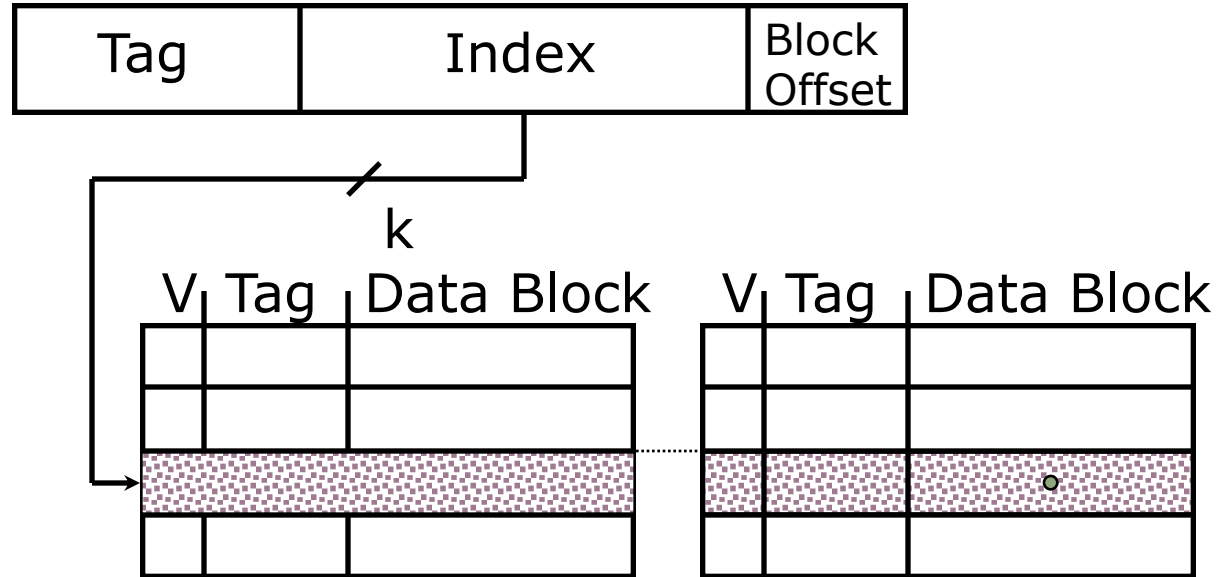 Tag Index Block
Offset
k
V Tag Data Block V Tag Data Block